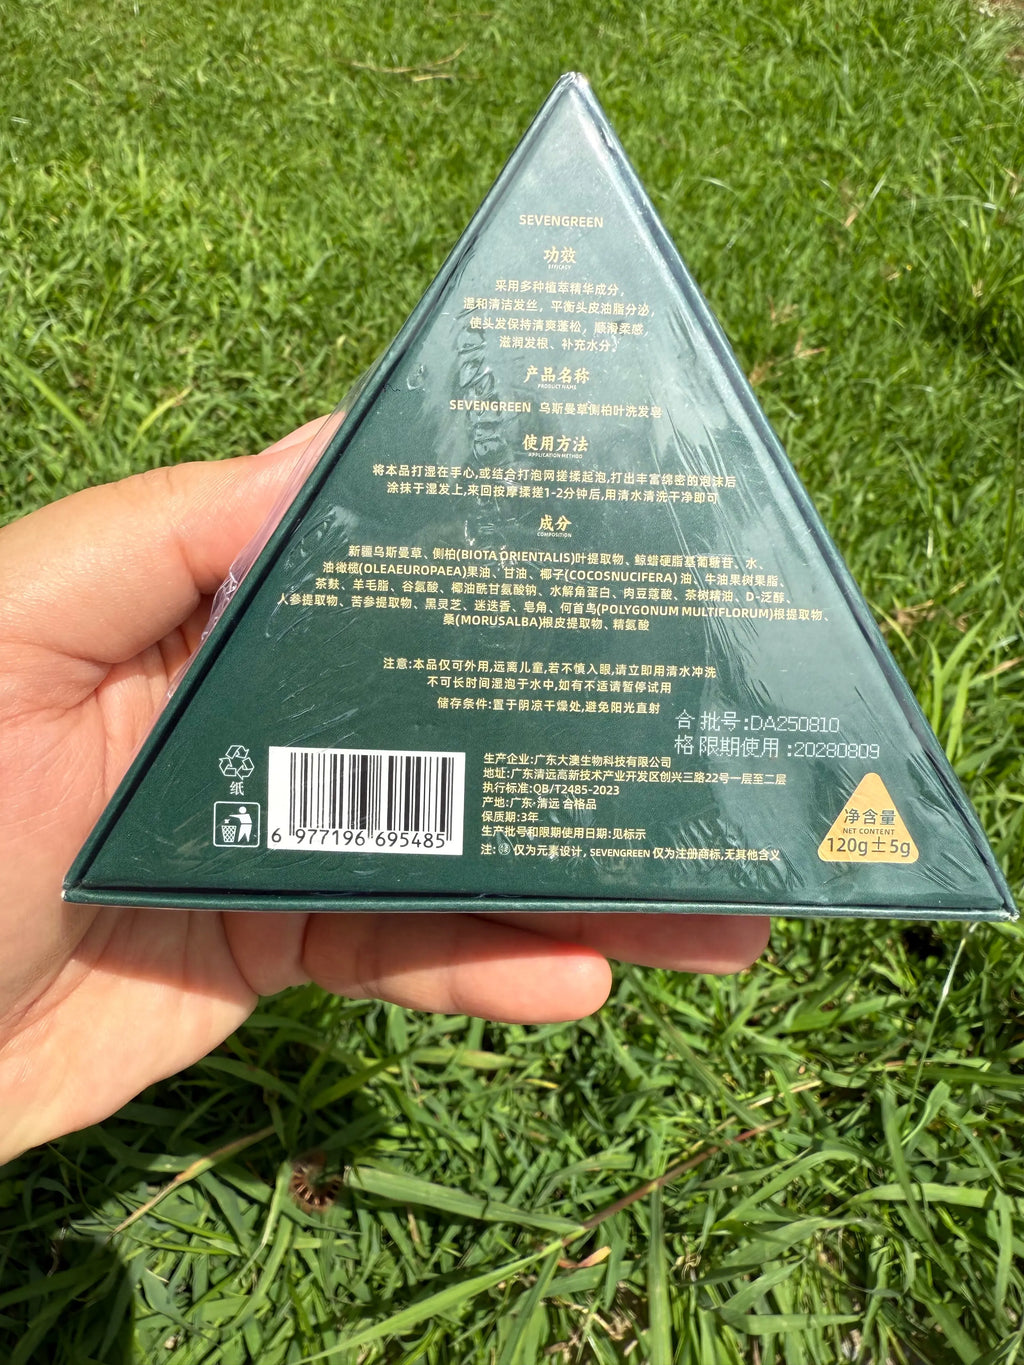 SEVENGREEN
功效
EFFICACY
采用多种植萃精华成分,
温和清洁发丝，平衡头皮油脂分泌,
使头发保持清爽蓬松，顺滑柔感,
滋润发根、补充水分。
产品名称
PRODUCT NAME
SEVENGREEN 乌斯曼草侧柏叶洗发皂
使用方法
APPLICATION METHOD
将本品打湿在手心,或结合打泡网搓揉起泡,打出丰富绵密的泡沫后
涂抹于湿发上,来回按摩揉搓1-2分钟后,用清水清洗干净即可
成分
COMPOSITION
新疆乌斯曼草、侧柏(BIOTA ORIENTALIS)叶提取物、鲸蜡硬脂基葡糖苷、水、
油橄榄(OLEAEUROPAEA)果油、甘油、椰子(COCOSNUCIFERA) 油、牛油果树果脂、
茶麸、羊毛脂、谷氨酸、椰油酰甘氨酸钠、水解角蛋白、肉豆蔻酸、茶树精油、D-泛醇、
人参提取物、苦参提取物、黑灵芝、迷迭香、皂角、何首乌(POLYGONUM MULTIFLORUM)根提取物、
桑(MORUSALBA)根皮提取物、精氨酸
注意:本品仅可外用,远离儿童,若不慎入眼,请立即用清水冲洗
不可长时间湿泡于水中,如有不适请暂停试用
储存条件:置于阴凉干燥处,避免阳光直射
合 批号:DA250810
格 限期使用:20280809
纸
6 977196 695485
生产企业:广东大澳生物科技有限公司
地址:广东清远高新技术产业开发区创兴三路22号一层至二层
执行标准:QB/T2485-2023
产地:广东·清远 合格品
保质期:3年
生产批号和限期使用日期:见标示
注: 仅为元素设计, SEVENGREEN 仅为注册商标,无其他含义
净含量
NET CONTENT
120g±5g